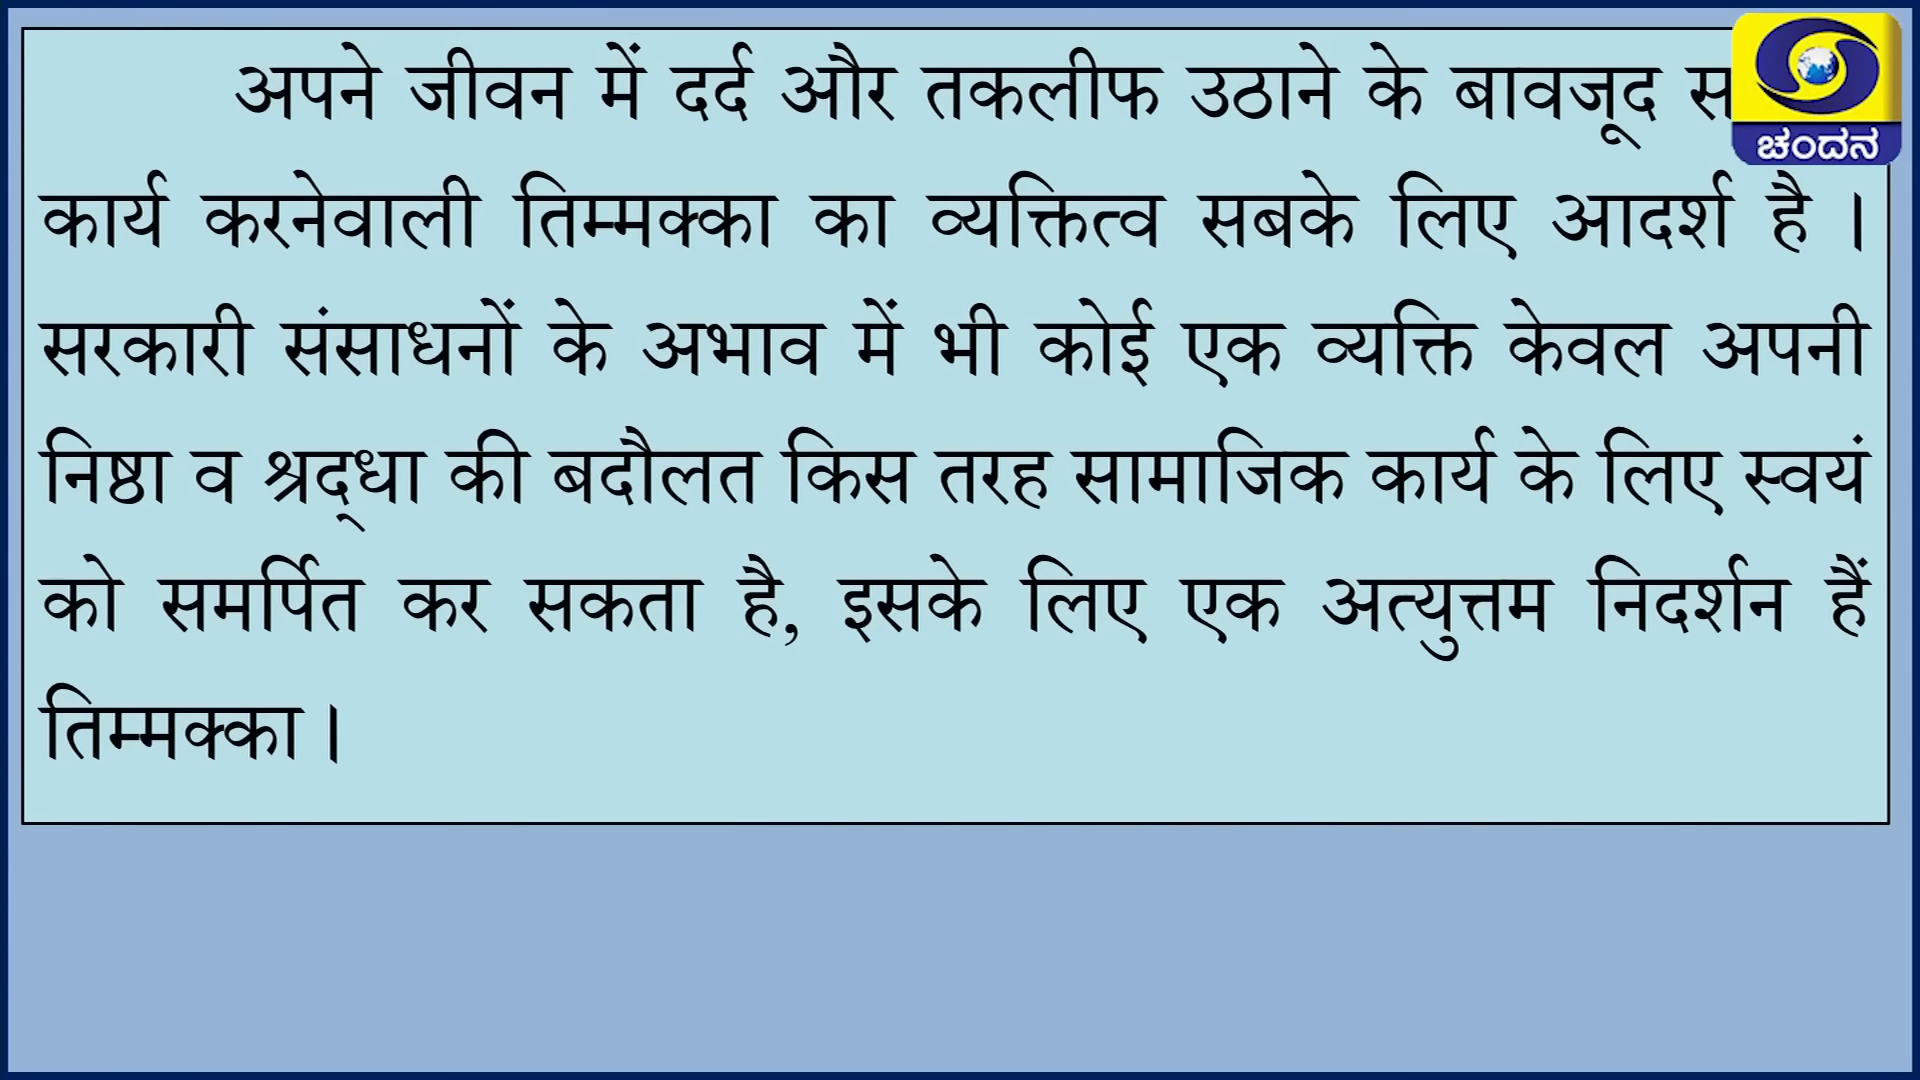 अपने जीवन में दर्द और तकलीफ उठाने के बावजूद
कार्य करनेवाली तिम्मक्का का व्यक्तित्व सबके लिए आदर्श है ।
सरकारी संसाधनों के अभाव में भी कोई एक व्यक्ति केवल अपनी
निष्ठा व श्रद्‌धा की बदौलत किस तरह सामाजिक कार्य के लिए स्वयं
को समर्पित कर सकता है, इसके लिए एक अत्युत्तम निदर्शन हैं
तिम्मक्का ।
ಚಂದನ